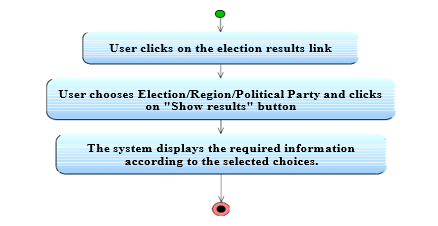 User clicks on the election results link
User chooses Election/Region/Political Party and clicks
on "Show results" button
The system displays the required information
according to the selected choices.